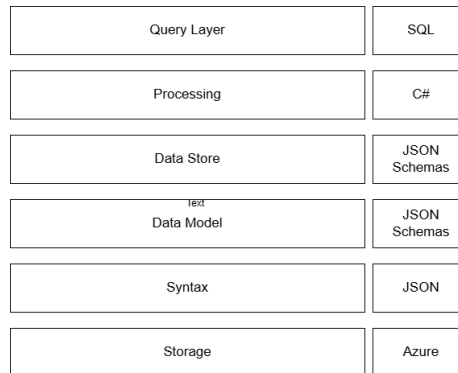 Query Layer
SQL
Processing
C#
Data Store
JSON
Schemas
Text
Data Model
JSON
Schemas
Syntax
JSON
Storage
Azure